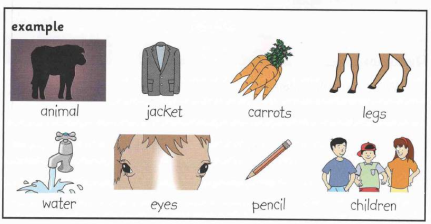 example
animal jacket carrots legs
water eyes pencil children